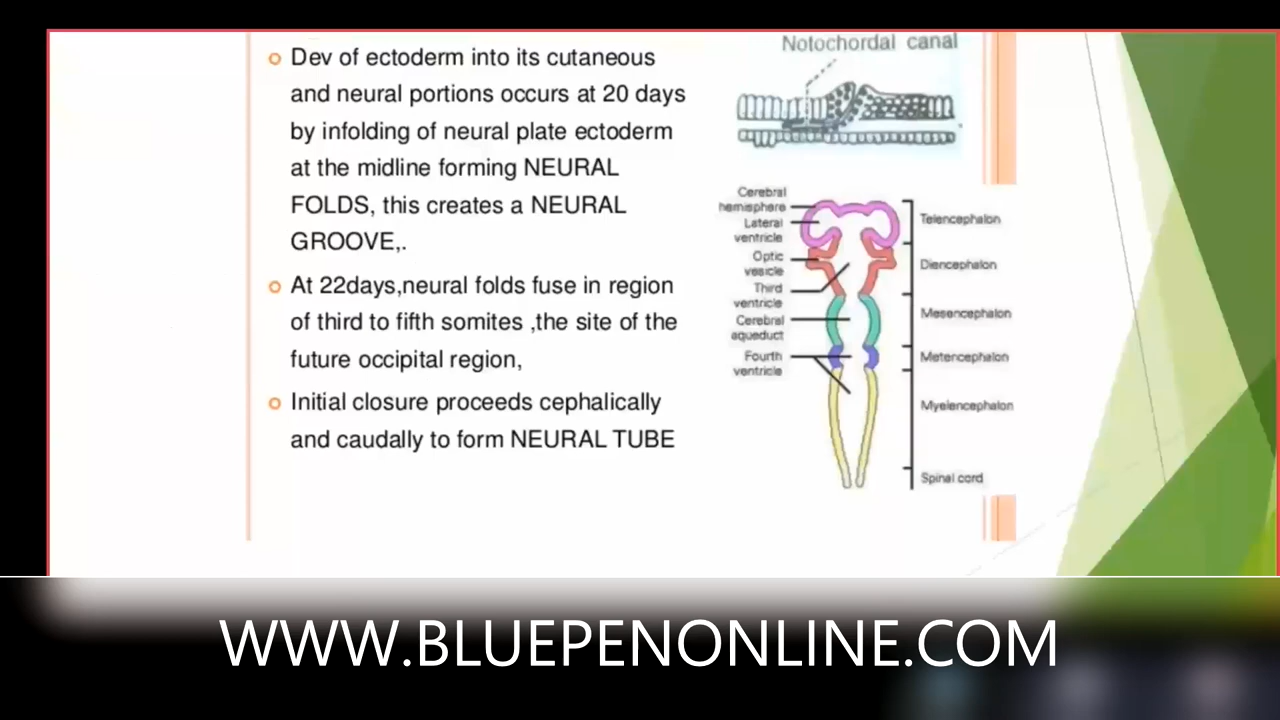 Dev of ectoderm into its cutaneous
and neural portions occurs at 20 days
by infolding of neural plate ectoderm
at the midline forming NEURAL
FOLDS, this creates a NEURAL
GROOVE,.
At 22days,neural folds fuse in region
of third to fifth somites ,the site of the
future occipital region,
Initial closure proceeds cephalically
and caudally to form NEURAL TUBE
Notochordal canal
Cerebral
hemisphere
Lateral
ventricle
Optic
vesicle
Third
ventricle
Cerebral
aqueduct
Fourth
ventricle
Telencephalon
Diencephalon
Mesencephalon
Metencephalon
Myelencephalon
Spinal cord
WWW.BLUEPENONLINE.COM